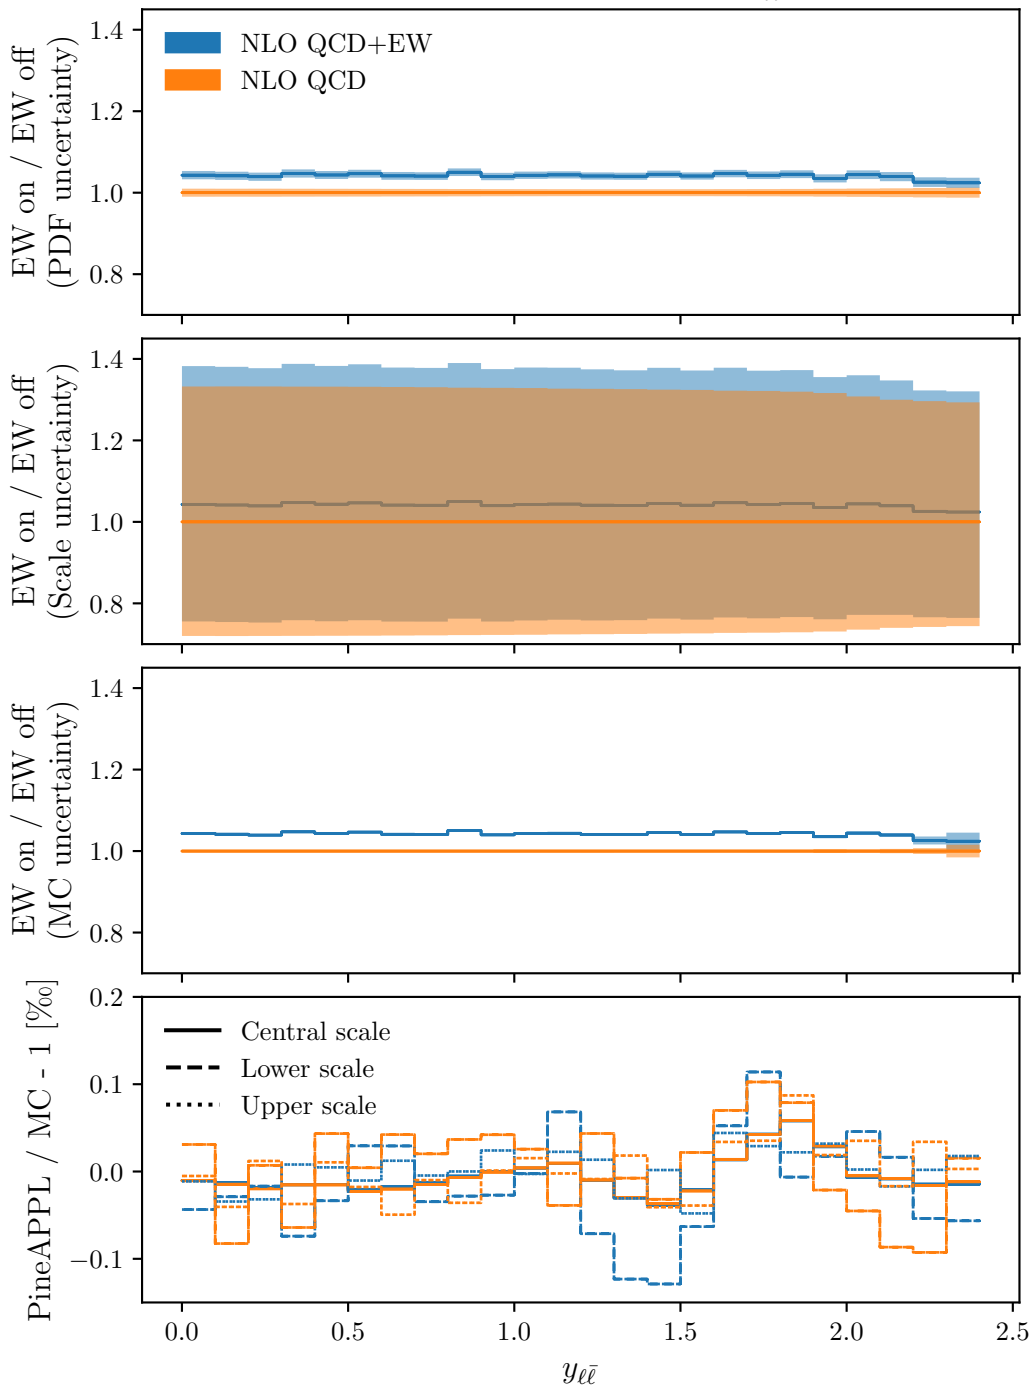 EW on / EW off
(PDF uncertainty)
1.4
1.2
1.0
0.8
NLO QCD+EW
NLO QCD
EW on / EW off
(Scale uncertainty)
1.4
1.2
1.0
0.8
EW on / EW off
(MC uncertainty)
1.4
1.2
1.0
0.8
PineAPPL / MC - 1 [‰]
0.2
0.1
0.0
−0.1
Central scale
Lower scale
Upper scale
0.0 0.5 1.0 1.5 2.0 2.5
yℓℓ̄